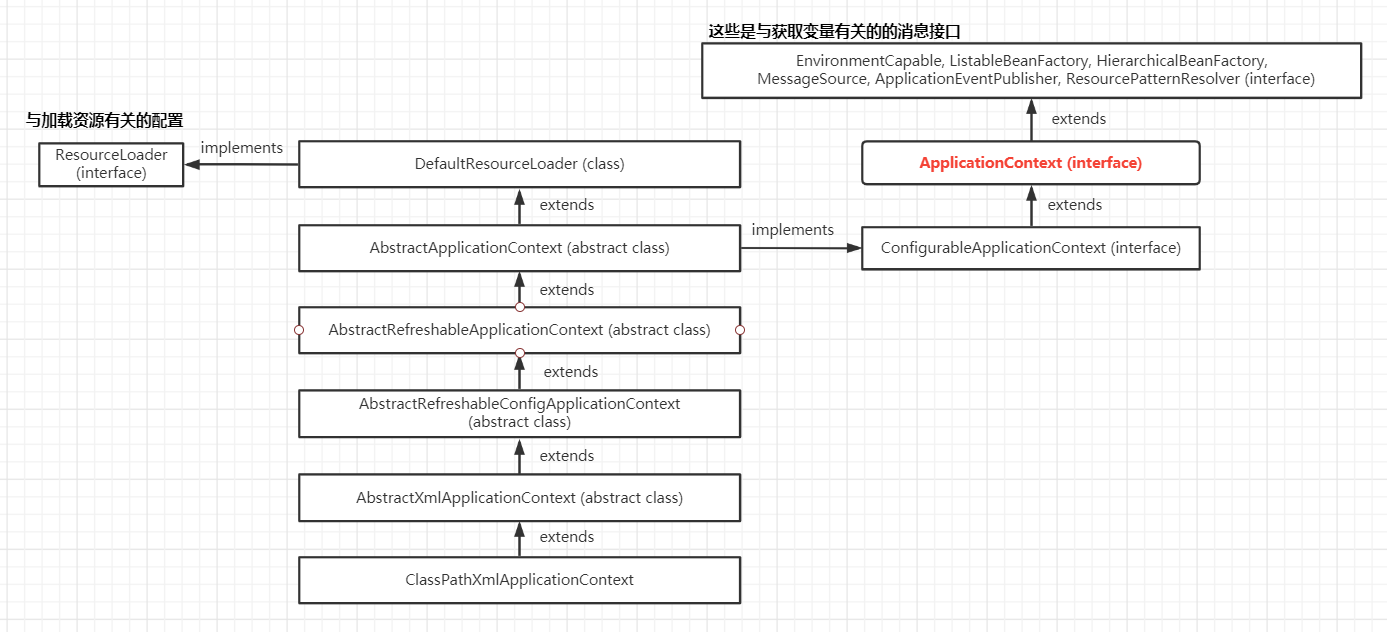 这些是与获取变量有关的的消息接口
EnvironmentCapable, ListableBeanFactory, HierarchicalBeanFactory,
MessageSource, ApplicationEventPublisher, ResourcePatternResolver (interface)
extends
与加载资源有关的配置
ResourceLoader
(interface)
implements
DefaultResourceLoader (class)
ApplicationContext (interface)
extends
extends
AbstractApplicationContext (abstract class)
implements
ConfigurableApplicationContext (interface)
extends
AbstractRefreshableApplicationContext (abstract class)
extends
AbstractRefreshableConfigApplicationContext
(abstract class)
extends
AbstractXmlApplicationContext (abstract class)
extends
ClassPathXmlApplicationContext